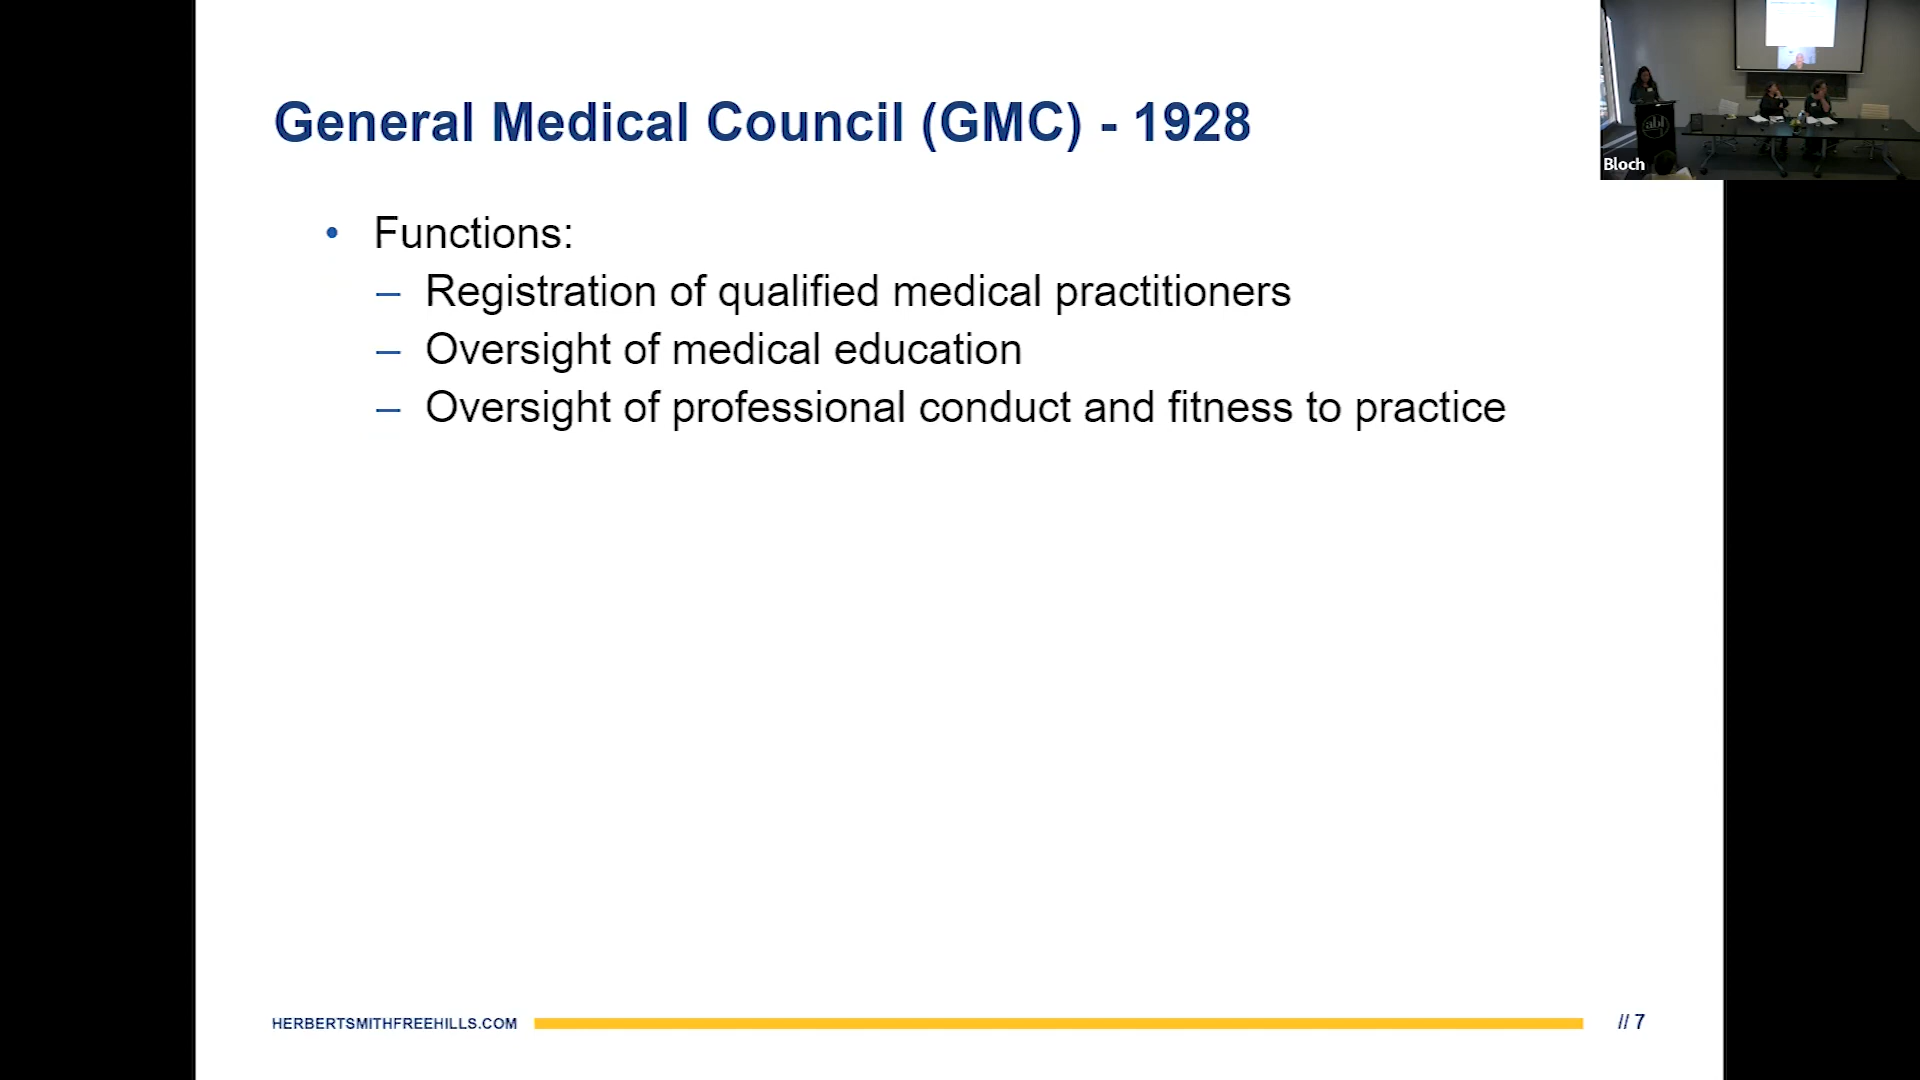 General Medical Council (GMC) - 1928
Bloch
• Functions:
– Registration of qualified medical practitioners
– Oversight of medical education
– Oversight of professional conduct and fitness to practice
HERBERTSMITHFREEHILLS.COM
// 7
abf